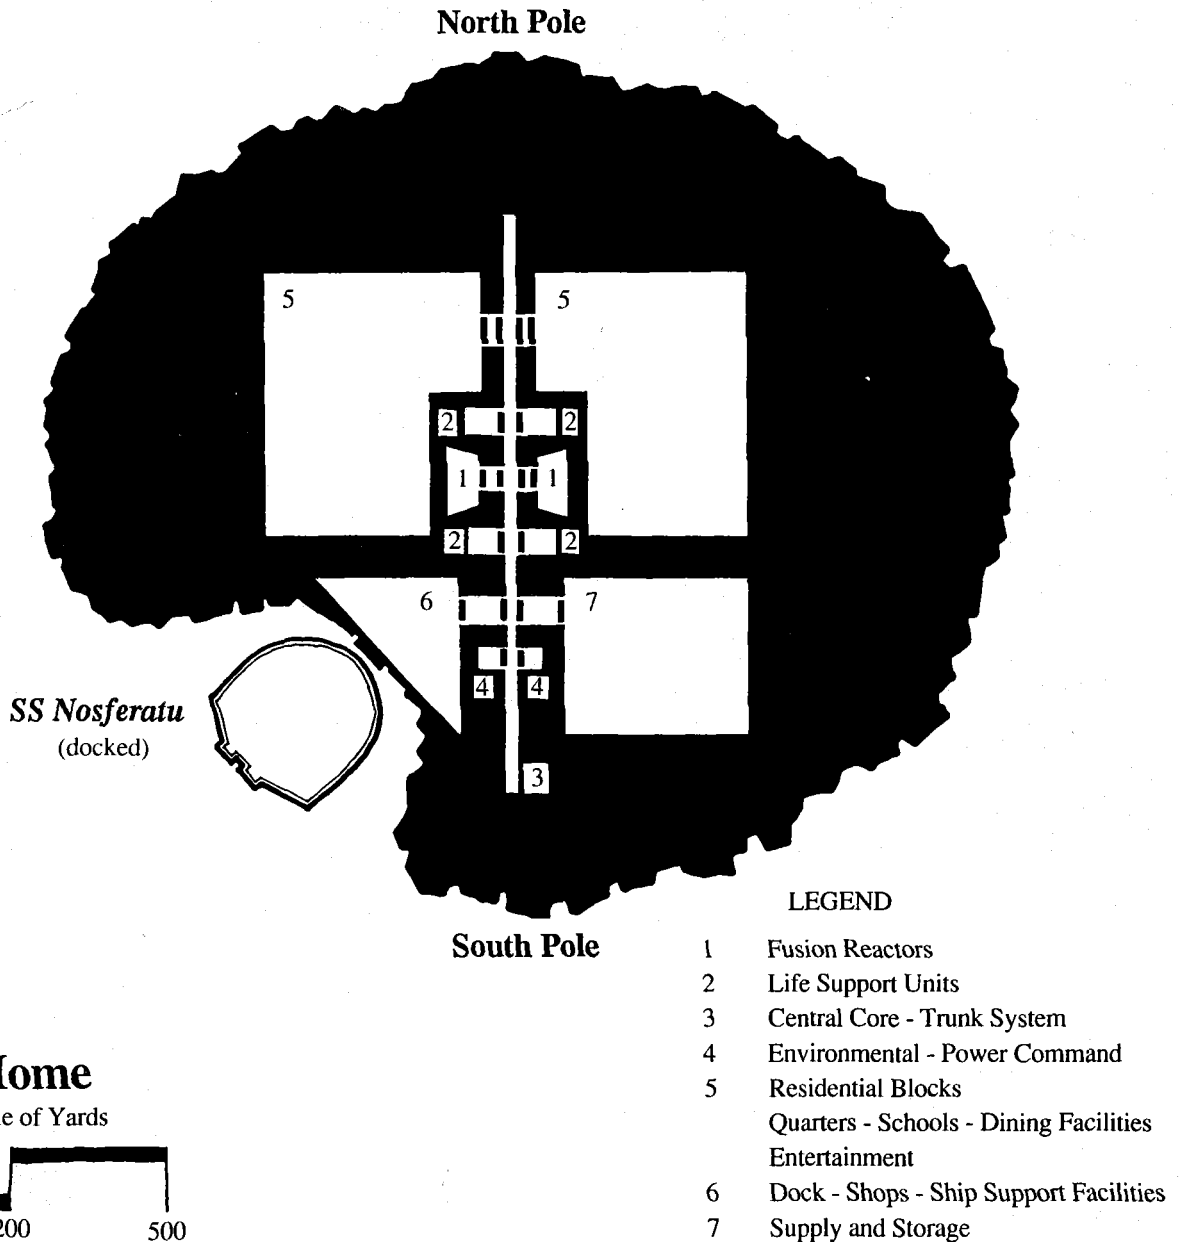 North Pole
5 5
2 2
1 1
2 2
6 7
4 4
SS Nosferatu
(docked)
3
LEGEND
South Pole
1 Fusion Reactors
2 Life Support Units
3 Central Core - Trunk System
4 Environmental - Power Command
5 Residential Blocks
Quarters - Schools - Dining Facilities
Entertainment
6 Dock - Shops - Ship Support Facilities
7 Supply and Storage
of Yards
200 500